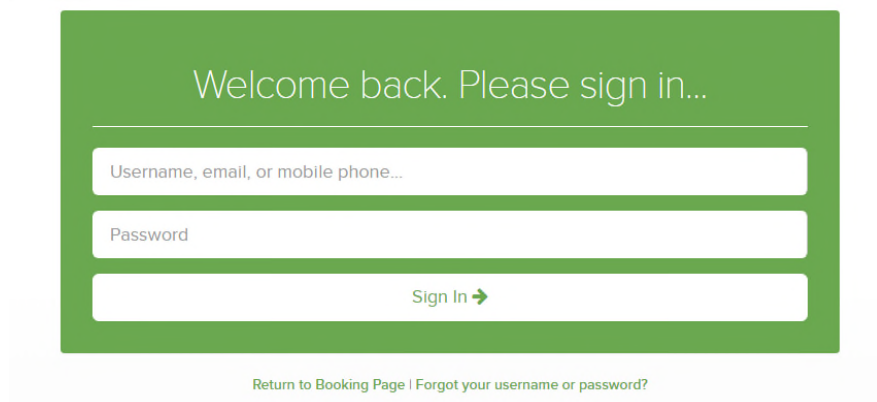 Welcome back. Please sign in...
Username, email, or mobile phone...
Password
Sign In
Return to Booking Page | Forgot your username or password?